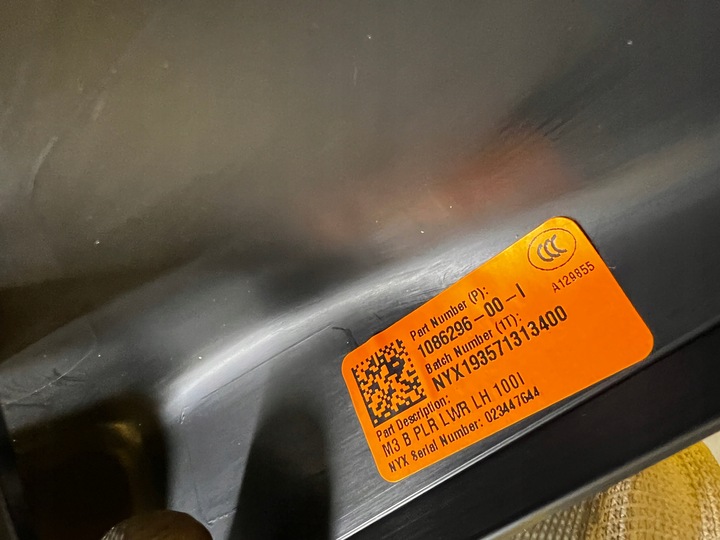 CCC
A129855
Part Number (P):
1086296-00-I
Batch Number (1T):
NYX193571313400
Part Description:
M3 B PLR LWR LH 100I
NYX Serial Number: 023447644